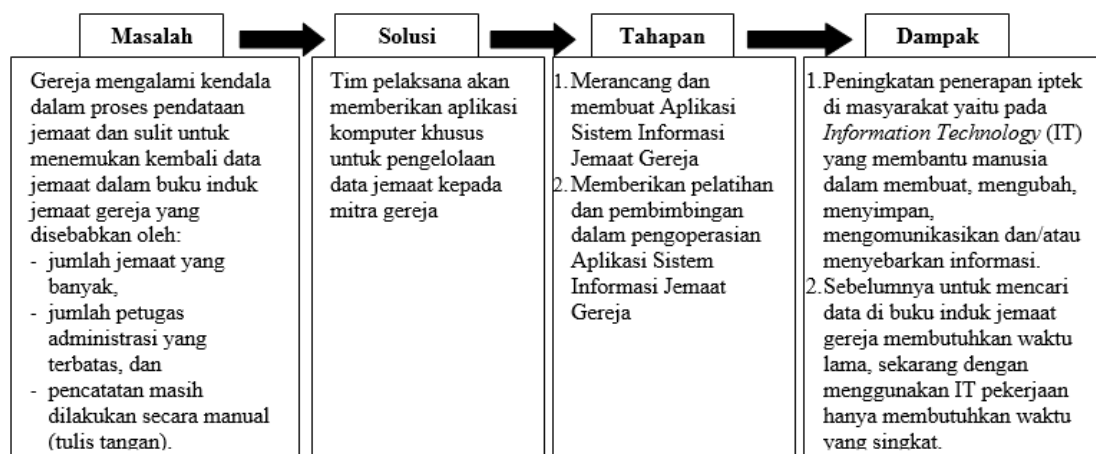 Masalah
Gereja mengalami kendala
dalam proses pendataan
jemaat dan sulit untuk
menemukan kembali data
jemaat dalam buku induk
jemaat gereja yang
disebabkan oleh:
- jumlah jemaat yang
banyak,
- jumlah petugas
administrasi yang
terbatas, dan
- pencatatan masih
dilakukan secara manual
(tulis tangan).
Solusi
Tim pelaksana akan
memberikan aplikasi
komputer khusus
untuk pengelolaan
data jemaat kepada
mitra gereja
Tahapan
1. Merancang dan
membuat Aplikasi
Sistem Informasi
Jemaat Gereja
2. Memberikan pelatihan
dan pembimbingan
dalam pengoperasian
Aplikasi Sistem
Informasi Jemaat
Gereja
Dampak
1. Peningkatan penerapan iptek
di masyarakat yaitu pada
Information Technology (IT)
yang membantu manusia
dalam membuat, mengubah,
menyimpan,
mengomunikasikan dan/atau
menyebarkan informasi.
2. Sebelumnya untuk mencari
data di buku induk jemaat
gereja membutuhkan waktu
lama, sekarang dengan
menggunakan IT pekerjaan
hanya membutuhkan waktu
yang singkat.